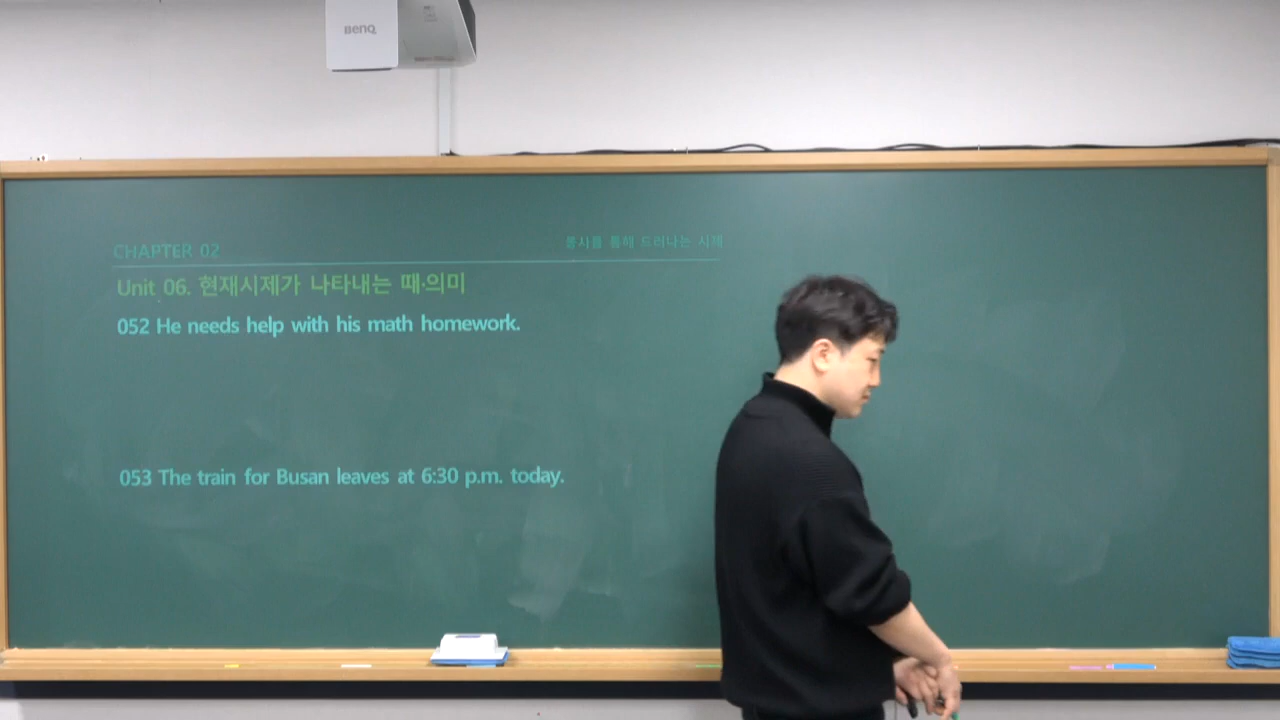 BenQ
CHAPTER 02
동사를 통해 드러나는 시제
Unit 06. 현재시제가 나타내는 때·의미
052 He needs help with his math homework.
053 The train for Busan leaves at 6:30 p.m. today.